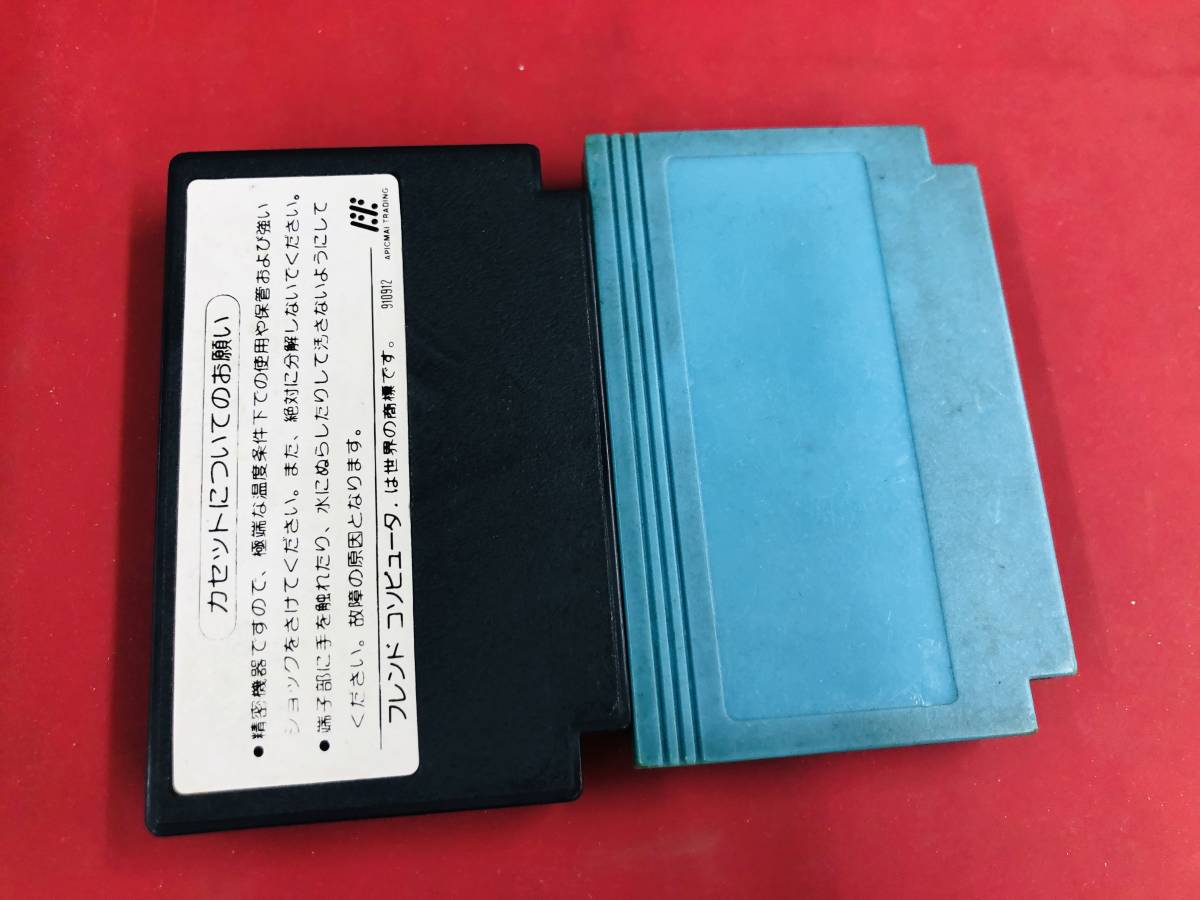 カセットについてのお願い
●精密機器ですので、極端な温度条件下での使用や保管および強い
ショックをさけてください。また、絶対に分解しないでください。
●端子部に手を触れたり、水にぬらしたりして汚さないようにして
ください。故障の原因となります。
フレンド コソピュータ.は世界の商標です。 910912
APICMAI TRADING